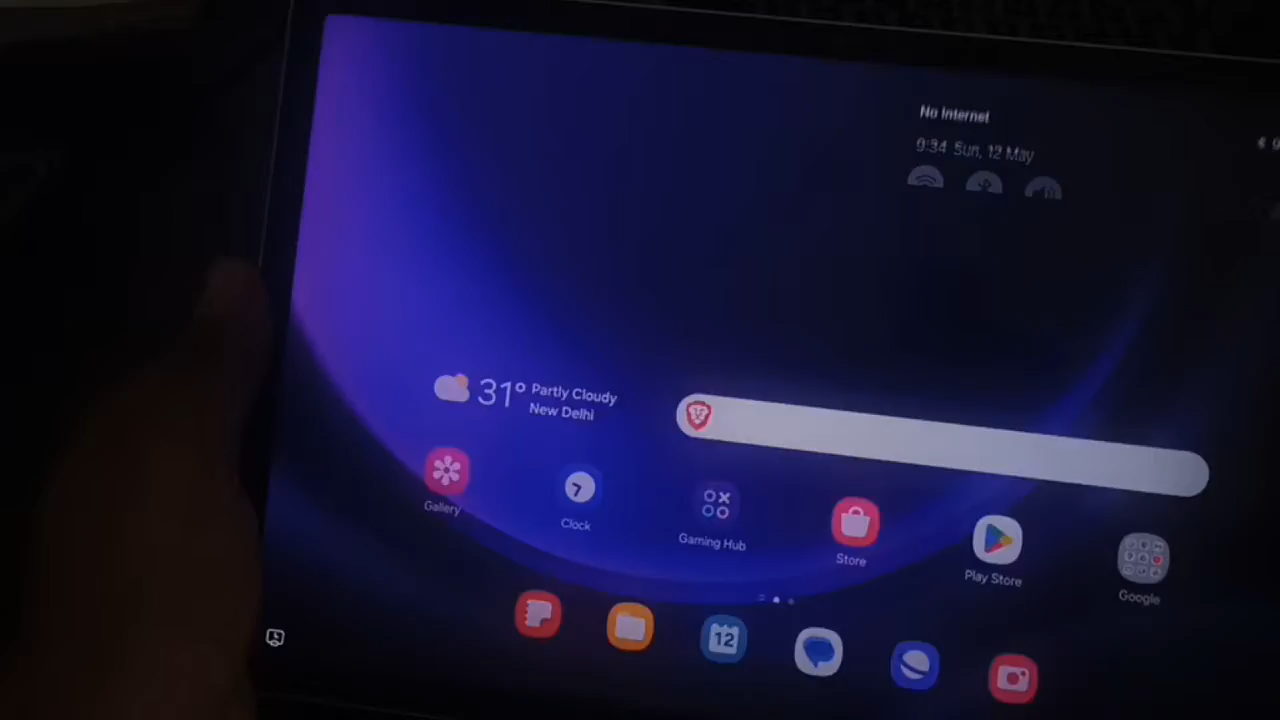 No Internet
9:34 Sun, 12 May
31° Partly Cloudy
New Delhi
Gallery
Clock
Gaming Hub
Store
Play Store
Google
12